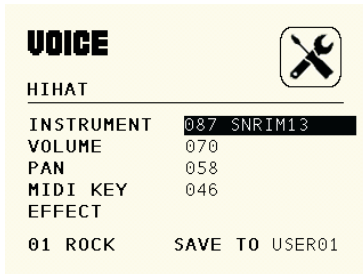 VOICE
HIHAT
INSTRUMENT 087 SNRIM13
VOLUME 070
PAN 058
MIDI KEY 046
EFFECT
01 ROCK SAVE TO USER01